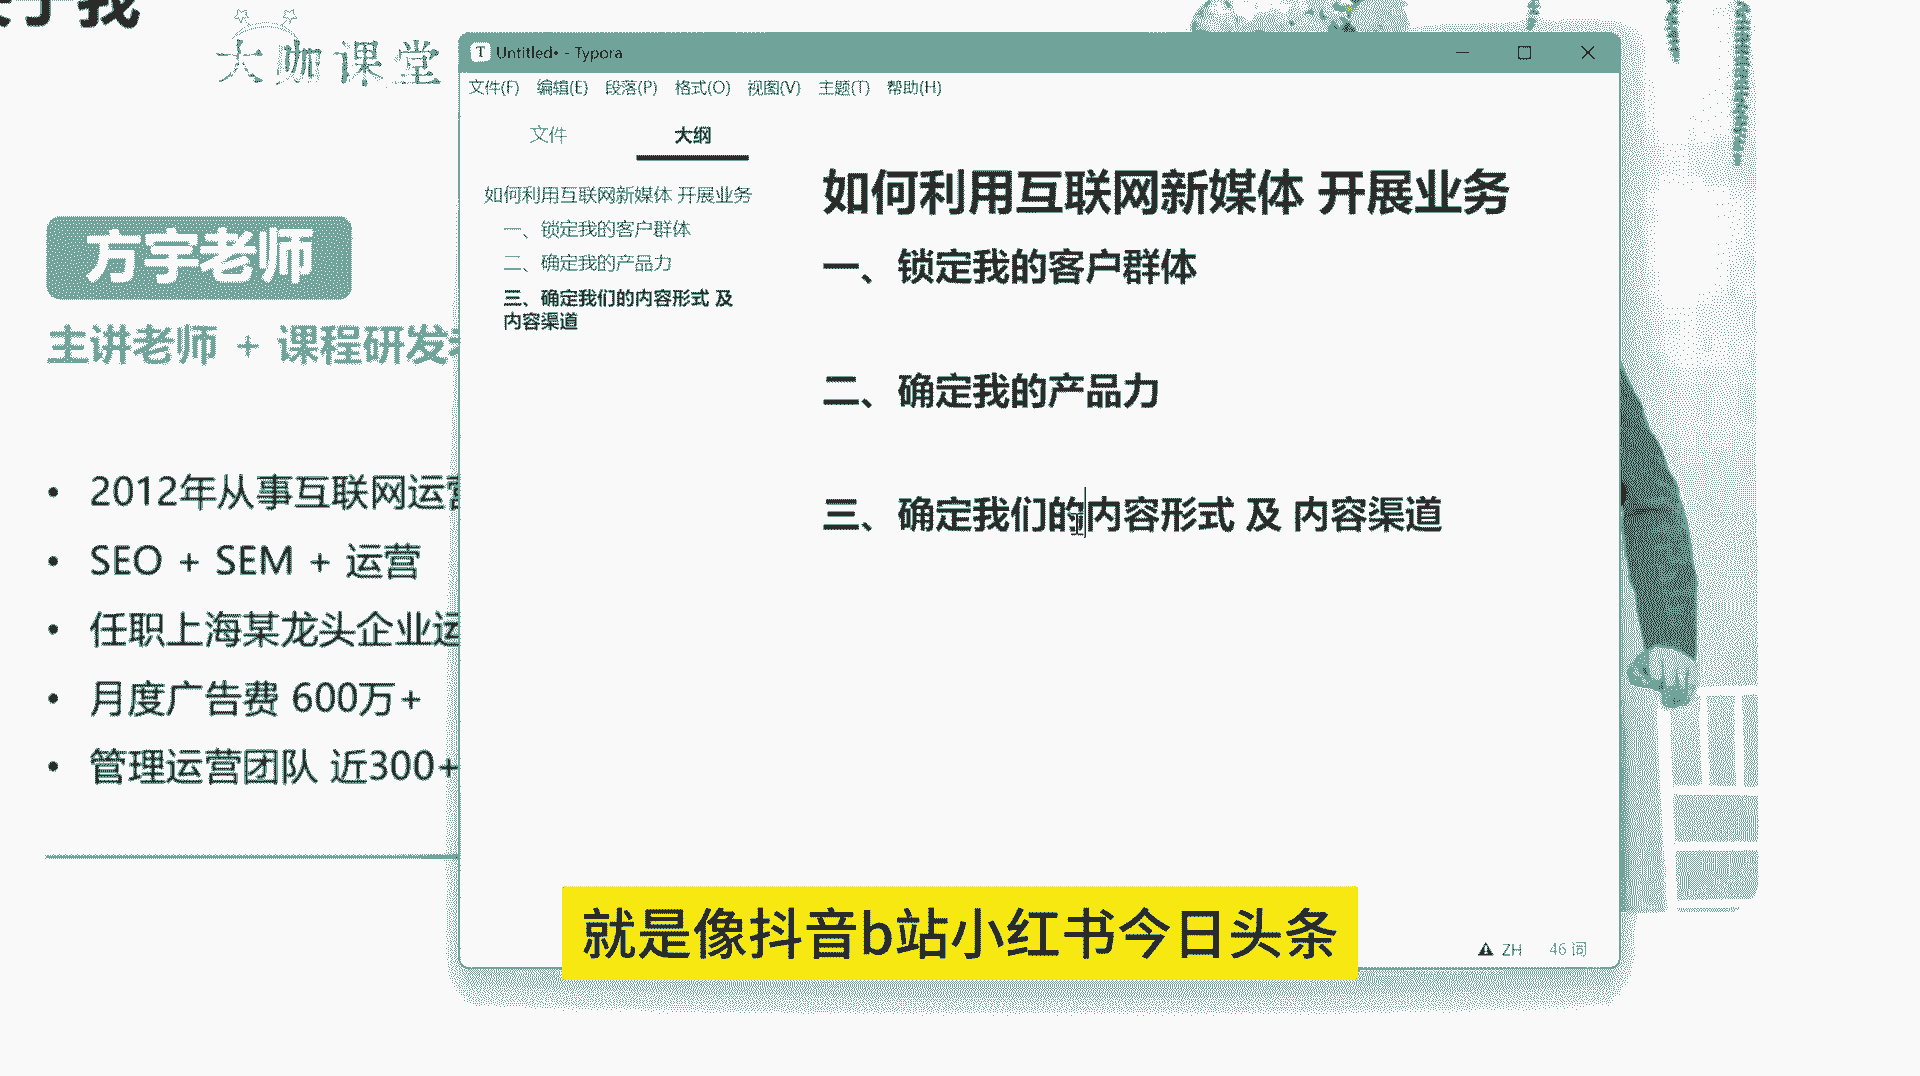 我
大咖课堂
方宇老师
主讲老师 + 课程研发
2012年从事互联网运营
SEO + SEM + 运营
任职上海某龙头企业运
月度广告费 600万+
管理运营团队 近300+
Untitled• - Typora
文件(F) 编辑(E) 段落(P) 格式(O) 视图(V) 主题(T) 帮助(H)
文件 大纲
如何利用互联网新媒体 开展业务
一、锁定我的客户群体
二、确定我的产品力
三、确定我们的内容形式 及
内容渠道
如何利用互联网新媒体 开展业务
一、锁定我的客户群体
二、确定我的产品力
三、确定我们的内容形式 及 内容渠道
就是像抖音b站小红书今日头条
ZH 46 词